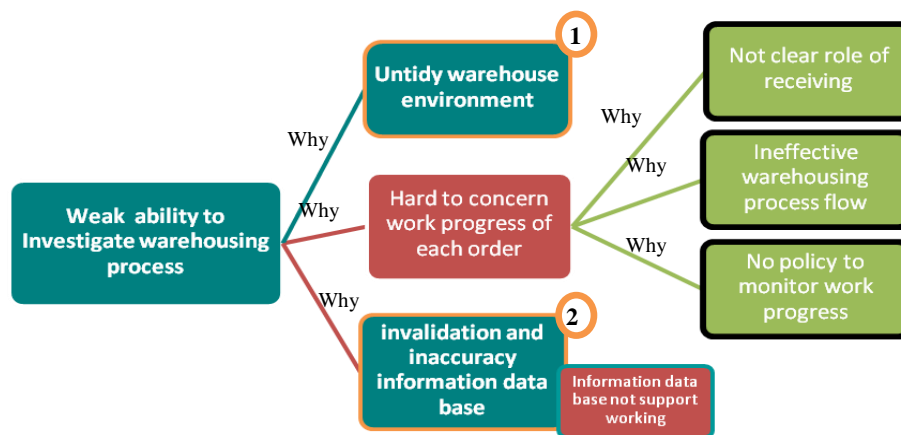 1
Untidy warehouse
environment
Not clear role of
receiving
Why
Why
Why
Ineffective
warehousing
process flow
Weak ability to
Investigate warehousing
process
Why
Hard to concern
work progress of
each order
Why
No policy to
monitor work
progress
Why
2
invalidation and
inaccuracy
information data
base
Information data
base not support
working